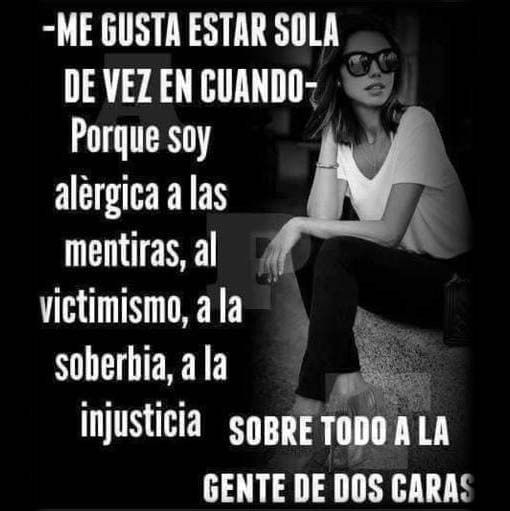 -ME GUSTA ESTAR SOLA
DE VEZ EN CUANDO-
Porque soy
alèrgica a las
mentiras, al
victimismo, a la
soberbia, a la
injusticia
SOBRE TODO A LA
GENTE DE DOS CARAS